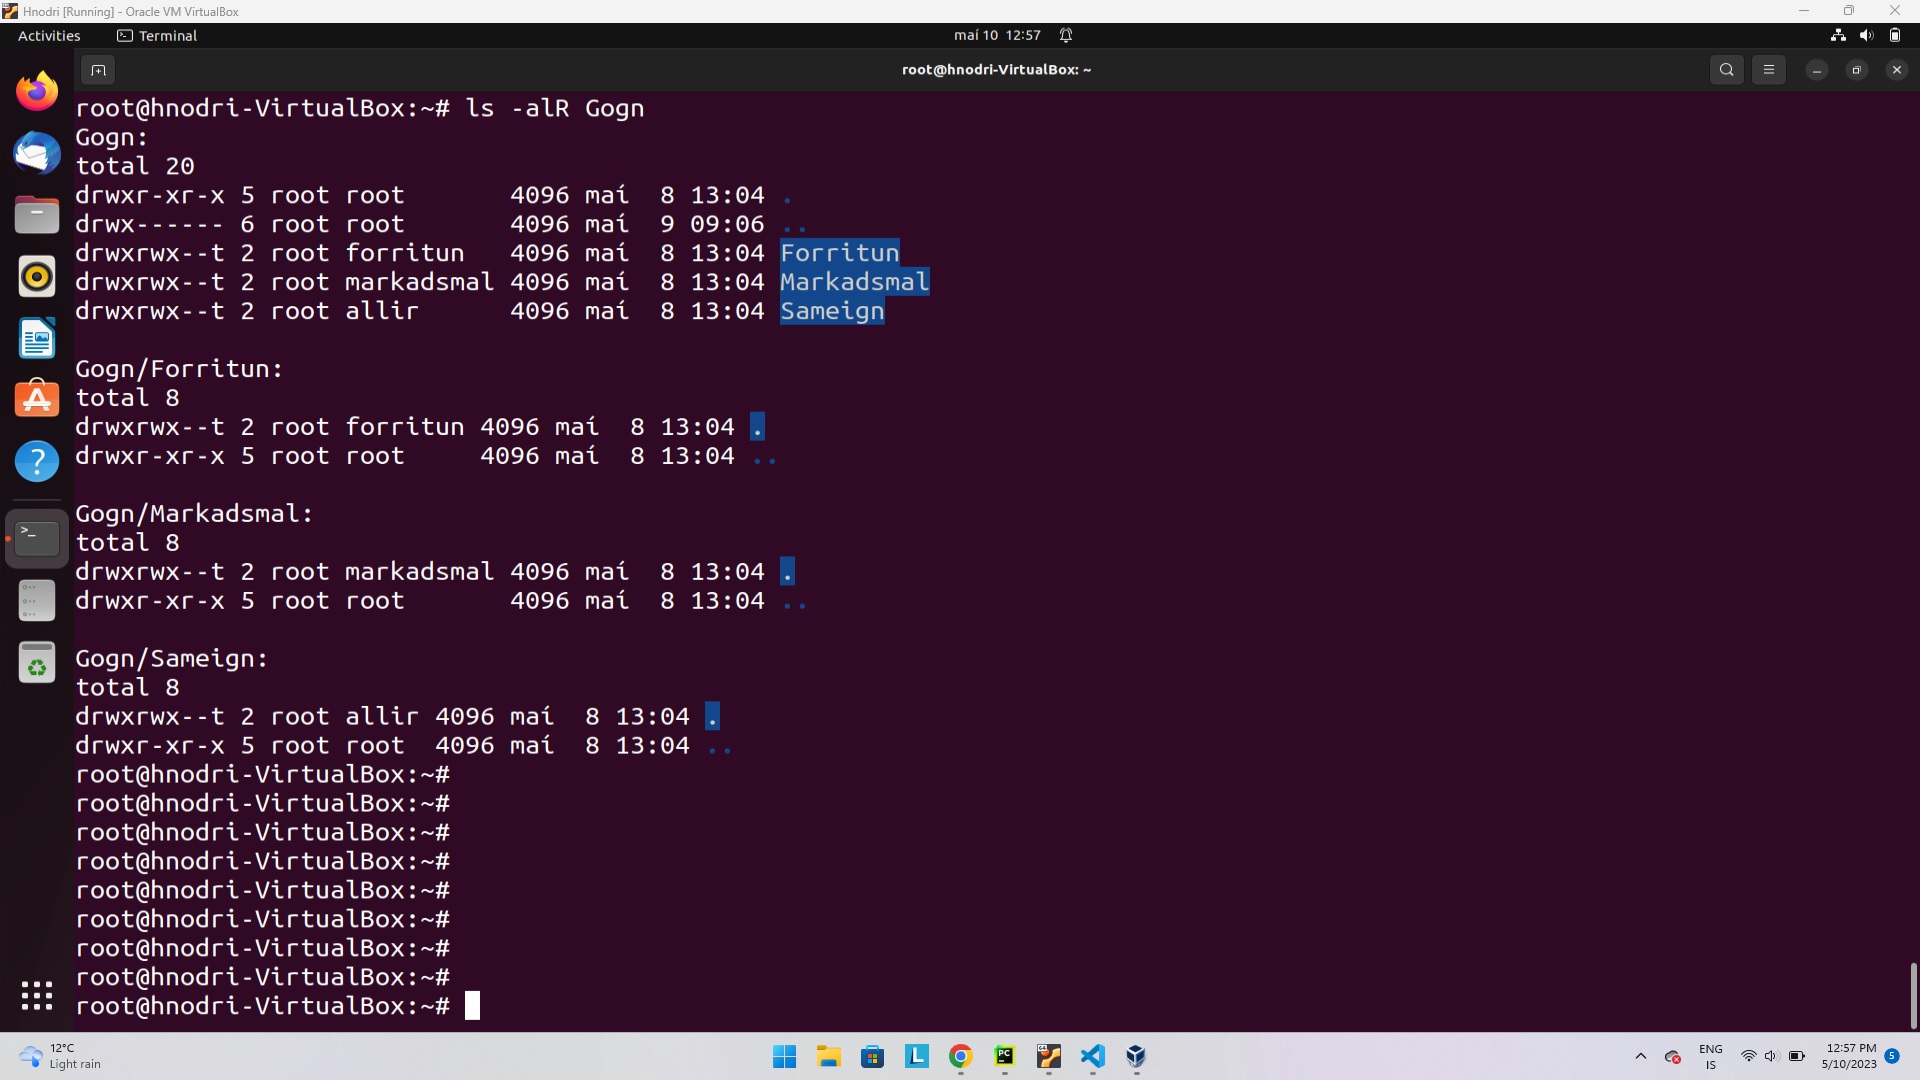 Hnodri [Running] - Oracle VM VirtualBox
Activities Terminal maí 10 12:57
root@hnodri-VirtualBox: ~
root@hnodri-VirtualBox:~# ls -alR Gogn
Gogn:
total 20
drwxr-xr-x 5 root root       4096 maí  8 13:04 .
drwx------ 6 root root       4096 maí  9 09:06 ..
drwxrwx--t 2 root forritun   4096 maí  8 13:04 Forritun
drwxrwx--t 2 root markadsmal 4096 maí  8 13:04 Markadsmal
drwxrwx--t 2 root allir      4096 maí  8 13:04 Sameign

Gogn/Forritun:
total 8
drwxrwx--t 2 root forritun 4096 maí  8 13:04 .
drwxr-xr-x 5 root root     4096 maí  8 13:04 ..

Gogn/Markadsmal:
total 8
drwxrwx--t 2 root markadsmal 4096 maí  8 13:04 .
drwxr-xr-x 5 root root       4096 maí  8 13:04 ..

Gogn/Sameign:
total 8
drwxrwx--t 2 root allir 4096 maí  8 13:04 .
drwxr-xr-x 5 root root  4096 maí  8 13:04 ..
root@hnodri-VirtualBox:~#
root@hnodri-VirtualBox:~#
root@hnodri-VirtualBox:~#
root@hnodri-VirtualBox:~#
root@hnodri-VirtualBox:~#
root@hnodri-VirtualBox:~#
root@hnodri-VirtualBox:~#
root@hnodri-VirtualBox:~#
root@hnodri-VirtualBox:~#
12°C
Light rain
L
PC
64
ENG
IS
12:57 PM
5/10/2023
5